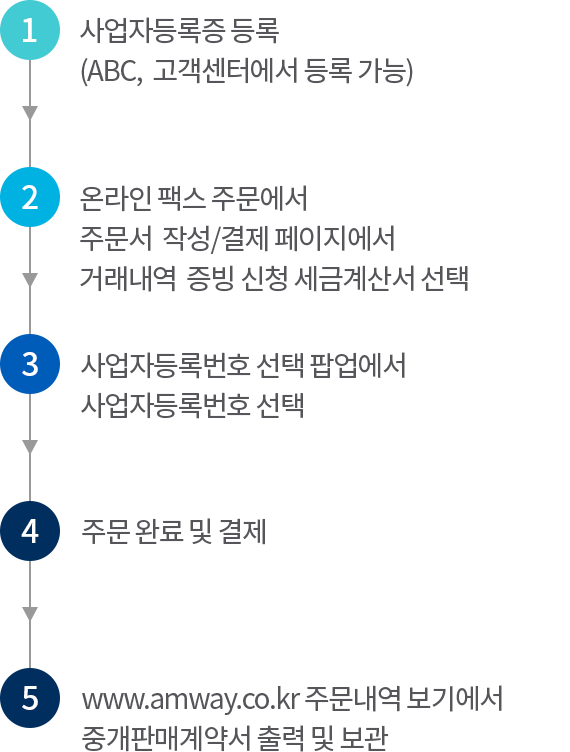 1
사업자등록증 등록
(ABC, 고객센터에서 등록 가능)
2
온라인 팩스 주문에서
주문서 작성/결제 페이지에서
거래내역 증빙 신청 세금계산서 선택
3
사업자등록번호 선택 팝업에서
사업자등록번호 선택
4
주문 완료 및 결제
5
www.amway.co.kr 주문내역 보기에서
중개판매계약서 출력 및 보관